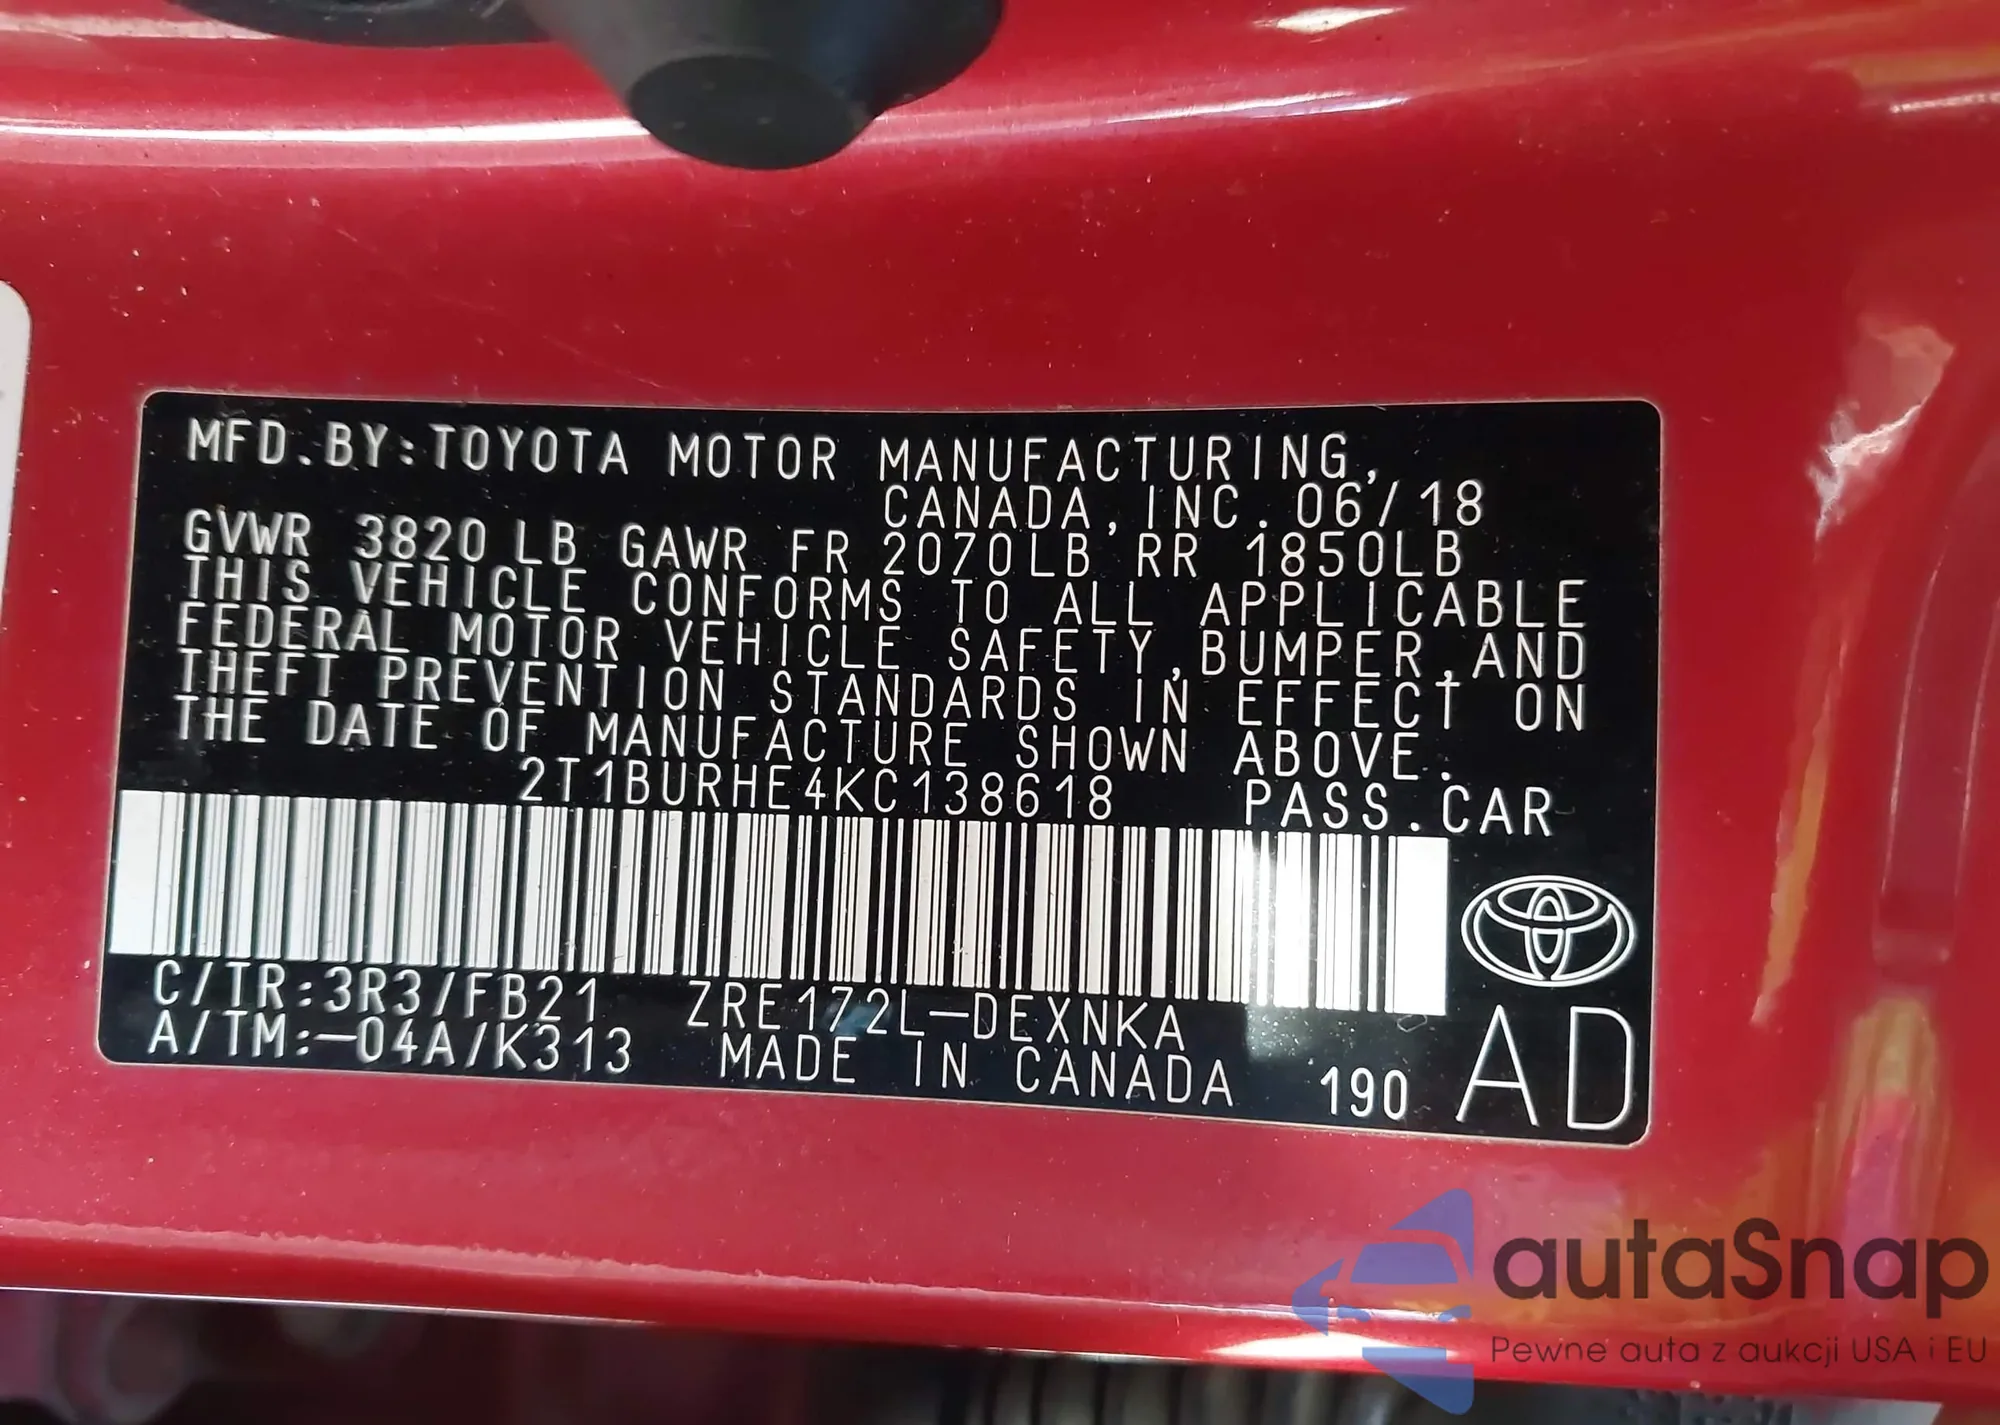 MFD.BY:TOYOTA MOTOR MANUFACTURING,
CANADA, INC. 06/18
GVWR 3820 LB GAWR FR 2070LB RR 1850LB
THIS VEHICLE CONFORMS TO ALL APPLICABLE
FEDERAL MOTOR VEHICLE SAFETY, BUMPER, AND
THEFT PREVENTION STANDARDS IN EFFECT ON
THE DATE OF MANUFACTURE SHOWN ABOVE.
2T1BURHE4KC138618 PASS.CAR
C/TR:3R3/FB21 ZRE172L-DEXNKA
A/TM:-04A/K313 MADE IN CANADA 190 AD
autaSnap
Pewne auta z aukcji USA i EU